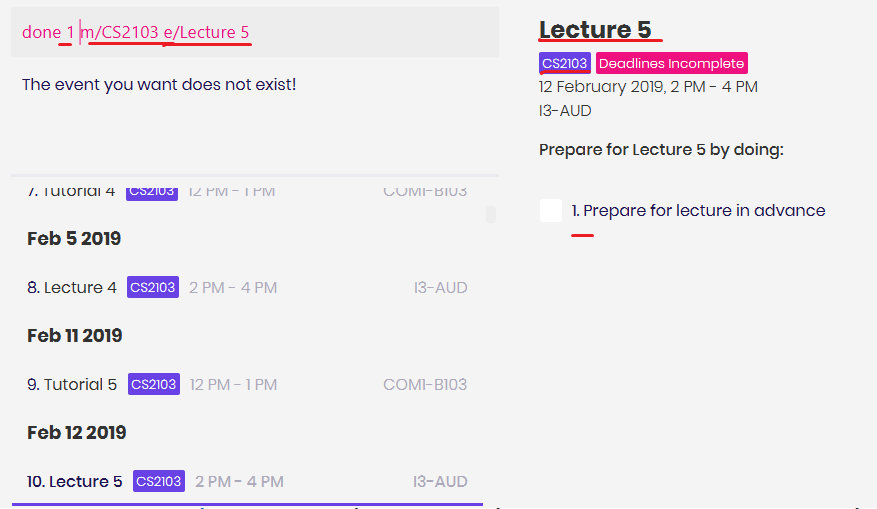 done 1 m/CS2103 e/Lecture 5
The event you want does not exist!
7. Tutorial 4 CS2103 12 PM - 1 PM COM1-B103
Feb 5 2019
8. Lecture 4 CS2103 2 PM - 4 PM I3-AUD
Feb 11 2019
9. Tutorial 5 CS2103 12 PM - 1 PM COM1-B103
Feb 12 2019
10. Lecture 5 CS2103 2 PM - 4 PM I3-AUD
Lecture 5
CS2103 Deadlines Incomplete
12 February 2019, 2 PM - 4 PM
I3-AUD
Prepare for Lecture 5 by doing:
1. Prepare for lecture in advance